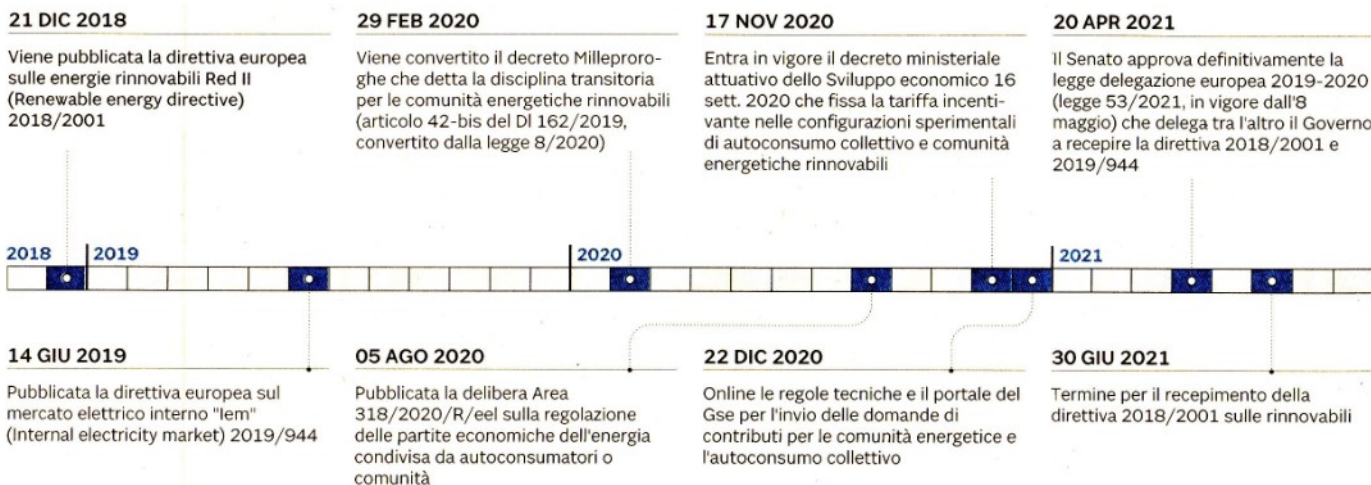 21 DIC 2018
Viene pubblicata la direttiva europea
sulle energie rinnovabili Red II
(Renewable energy directive)
2018/2001
29 FEB 2020
Viene convertito il decreto Milleproro-
ghe che detta la disciplina transitoria
per le comunità energetiche rinnovabili
(articolo 42-bis del Dl 162/2019,
convertito dalla legge 8/2020)
17 NOV 2020
Entra in vigore il decreto ministeriale
attuativo dello Sviluppo economico 16
sett. 2020 che fissa la tariffa incenti-
vante nelle configurazioni sperimentali
di autoconsumo collettivo e comunità
energetiche rinnovabili
20 APR 2021
Il Senato approva definitivamente la
legge delegazione europea 2019-2020
(legge 53/2021, in vigore dall'8
maggio) che delega tra l'altro il Governo
a recepire la direttiva 2018/2001 e
2019/944
2018 2019 2020 2021
14 GIU 2019
Pubblicata la direttiva europea sul
mercato elettrico interno "Iem"
(Internal electricity market) 2019/944
05 AGO 2020
Pubblicata la delibera Area
318/2020/R/eel sulla regolazione
delle partite economiche dell'energia
condivisa da autoconsumatori o
comunità
22 DIC 2020
Online le regole tecniche e il portale del
Gse per l'invio delle domande di
contributi per le comunità energetice e
l'autoconsumo collettivo
30 GIU 2021
Termine per il recepimento della
direttiva 2018/2001 sulle rinnovabili